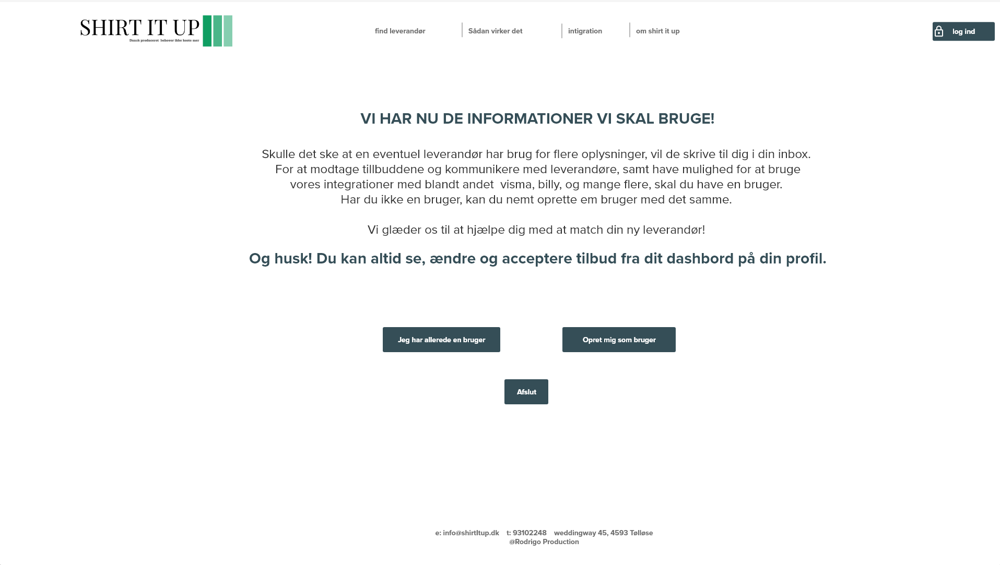 SHIRT IT UP
Dansk produceret behøver ikke koste mer
find leverandør
Sådan virker det
intigration
om shirt it up
log ind
VI HAR NU DE INFORMATIONER VI SKAL BRUGE!
Skulle det ske at en eventuel leverandør har brug for flere oplysninger, vil de skrive til dig i din inbox.
For at modtage tillbuddene og kommunikere med leverandøre, samt have mulighed for at bruge
vores integrationer med blandt andet  visma, billy, og mange flere, skal du have en bruger.
Har du ikke en bruger, kan du nemt oprette em bruger med det samme.
Vi glæder os til at hjælpe dig med at match din ny leverandør!
Og husk! Du kan altid se, ændre og acceptere tilbud fra dit dashbord på din profil.
Jeg har allerede en bruger
Opret mig som bruger
Afslut
e: info@shirtItup.dk    t: 93102248    weddingway 45, 4593 Tølløse
@Rodrigo Production